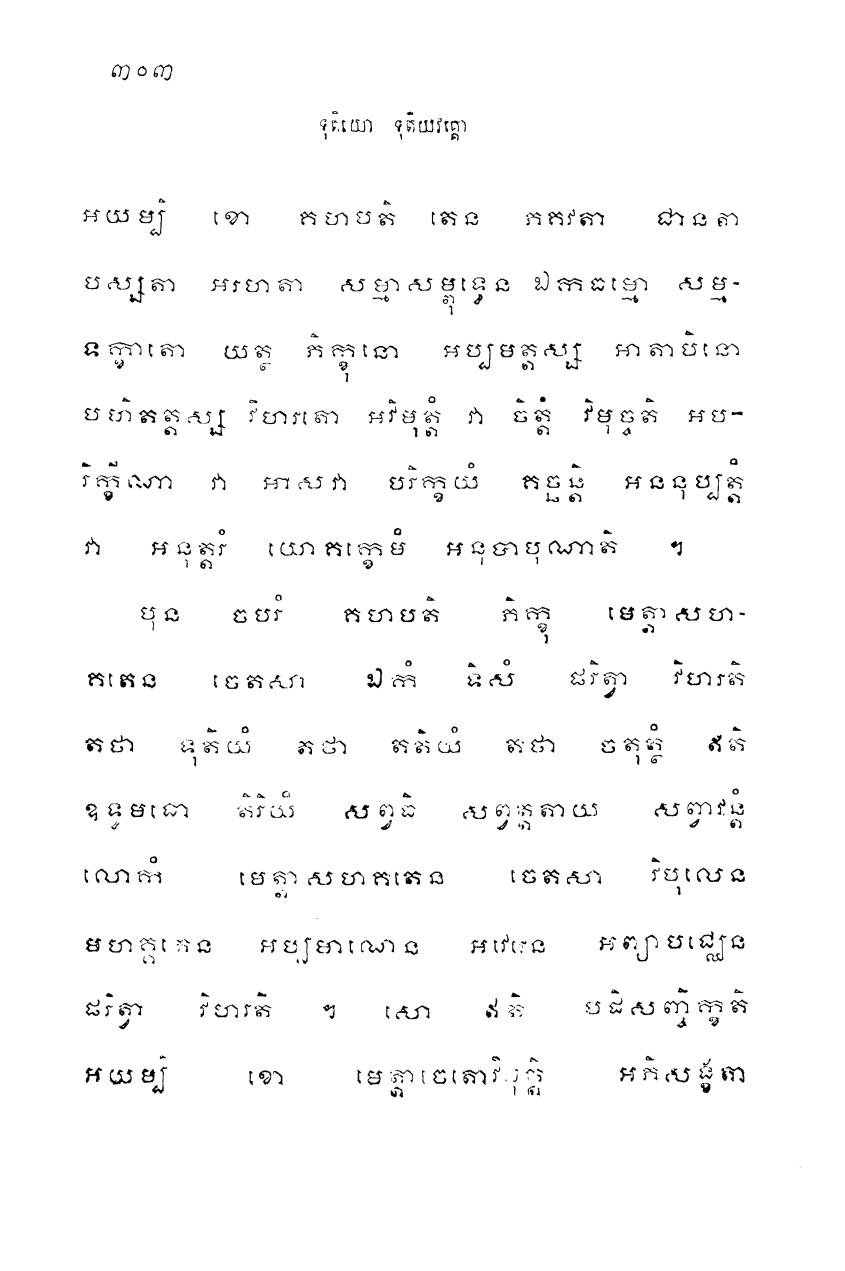 ៣០៣
ទុតិយោ ទុតិយវគ្គោ
អយម្បិ ខោ គហបតិ តេន ភគវតា ជានតា
បស្សតា អរហតា សម្មាសម្ពុទ្ធេន ឯកធម្មោ សម្ម-
ទក្ខាតោ យត្ថ ភិក្ខុនោ អប្បមត្តស្ស អាតាបិនោ
បហិតត្តស្ស វិហរតោ អវិមុត្តំ វា ចិត្តំ វិមុច្ចតិ អប-
រិក្ខីណា វា អាសវា បរិក្ខយំ គច្ឆន្តិ អននុប្បត្តំ
វា អនុត្តរំ យោគក្ខេមំ អនុបាបុណាតិ ។
បុន ចបរំ គហបតិ ភិក្ខុ មេត្តាសហ-
គតេន ចេតសា ឯកំ ទិសំ ផរិត្វា វិហរតិ
តថា ទុតិយំ តថា តតិយំ តថា ចតុត្ថំ ឥតិ
ឧទ្ធមធោ តិរិយំ សព្វធិ សព្វត្តតាយ សព្វាវន្តំ
លោកំ មេត្តាសហគតេន ចេតសា វិបុលេន
មហគ្គតេន អប្បមាណេន អវេរេន អព្យាបជ្ឈេន
ផរិត្វា វិហរតិ ។ សោ ឥតិ បដិសញ្ចិក្ខតិ
អយម្បិ ខោ មេត្តាចេតោវិមុត្តិ អភិសង្ខតា